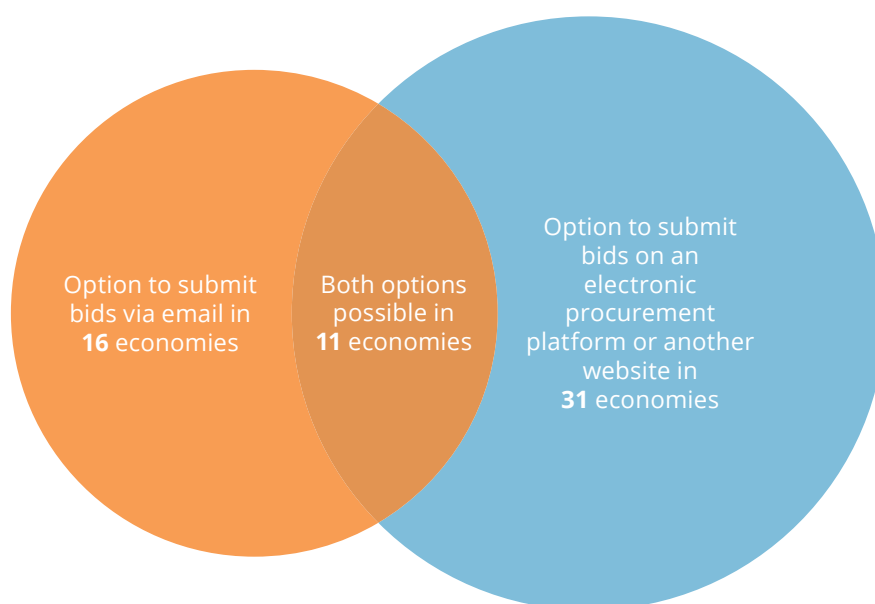 Option to submit
bids via email in
16 economies
Both options
possible in
11 economies
Option to submit
bids on an
electronic
procurement
platform or another
website in
31 economies